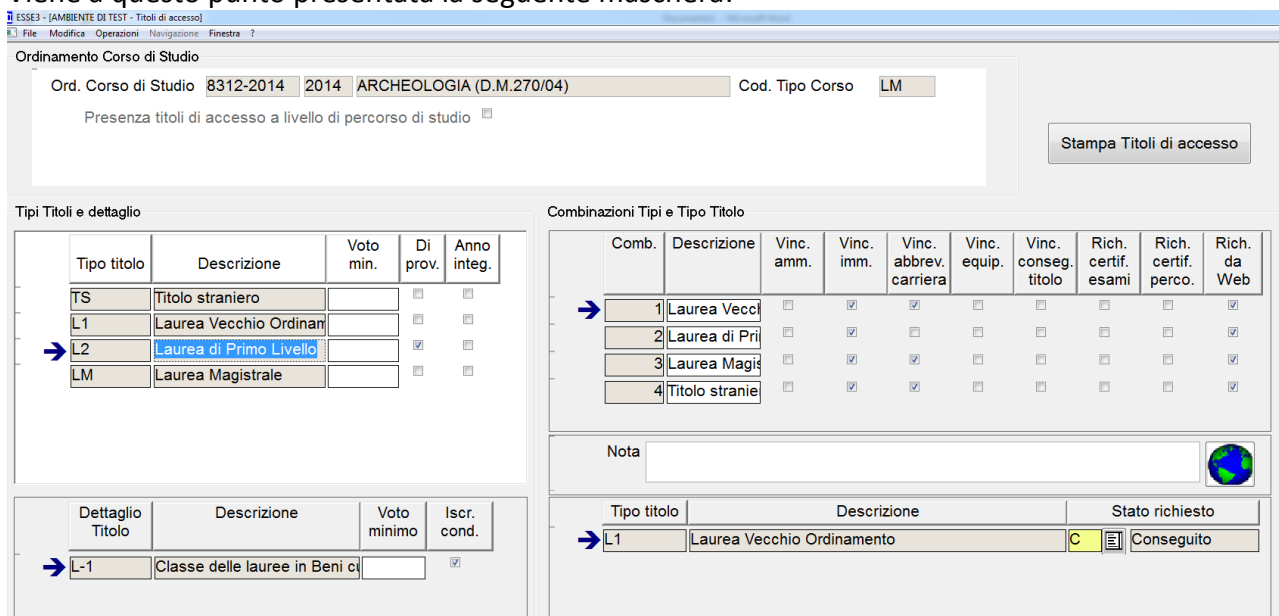 Viene a questo punto presentata la seguente maschera:
ESSE3 - [AMBIENTE DI TEST - Titoli di accesso]
File Modifica Operazioni Navigazione Finestra ?
Ordinamento Corso di Studio
Ord. Corso di Studio 8312-2014 2014 ARCHEOLOGIA (D.M.270/04) Cod. Tipo Corso LM
Presenza titoli di accesso a livello di percorso di studio
Stampa Titoli di accesso
Tipi Titoli e dettaglio
Tipo titolo Descrizione Voto min. Di prov. Anno integ.
TS Titolo straniero
L1 Laurea Vecchio Ordinam
L2 Laurea di Primo Livello
LM Laurea Magistrale
Dettaglio Titolo Descrizione Voto minimo Iscr. cond.
L-1 Classe delle lauree in Beni cu
Combinazioni Tipi e Tipo Titolo
Comb. Descrizione Vinc. amm. Vinc. imm. Vinc. abbrev. carriera Vinc. equip. Vinc. conseg. titolo Rich. certif. esami Rich. certif. perco. Rich. da Web
1 Laurea Vecch
2 Laurea di Pri
3 Laurea Magis
4 Titolo stranie
Nota
Tipo titolo Descrizione Stato richiesto
L1 Laurea Vecchio Ordinamento C Conseguito